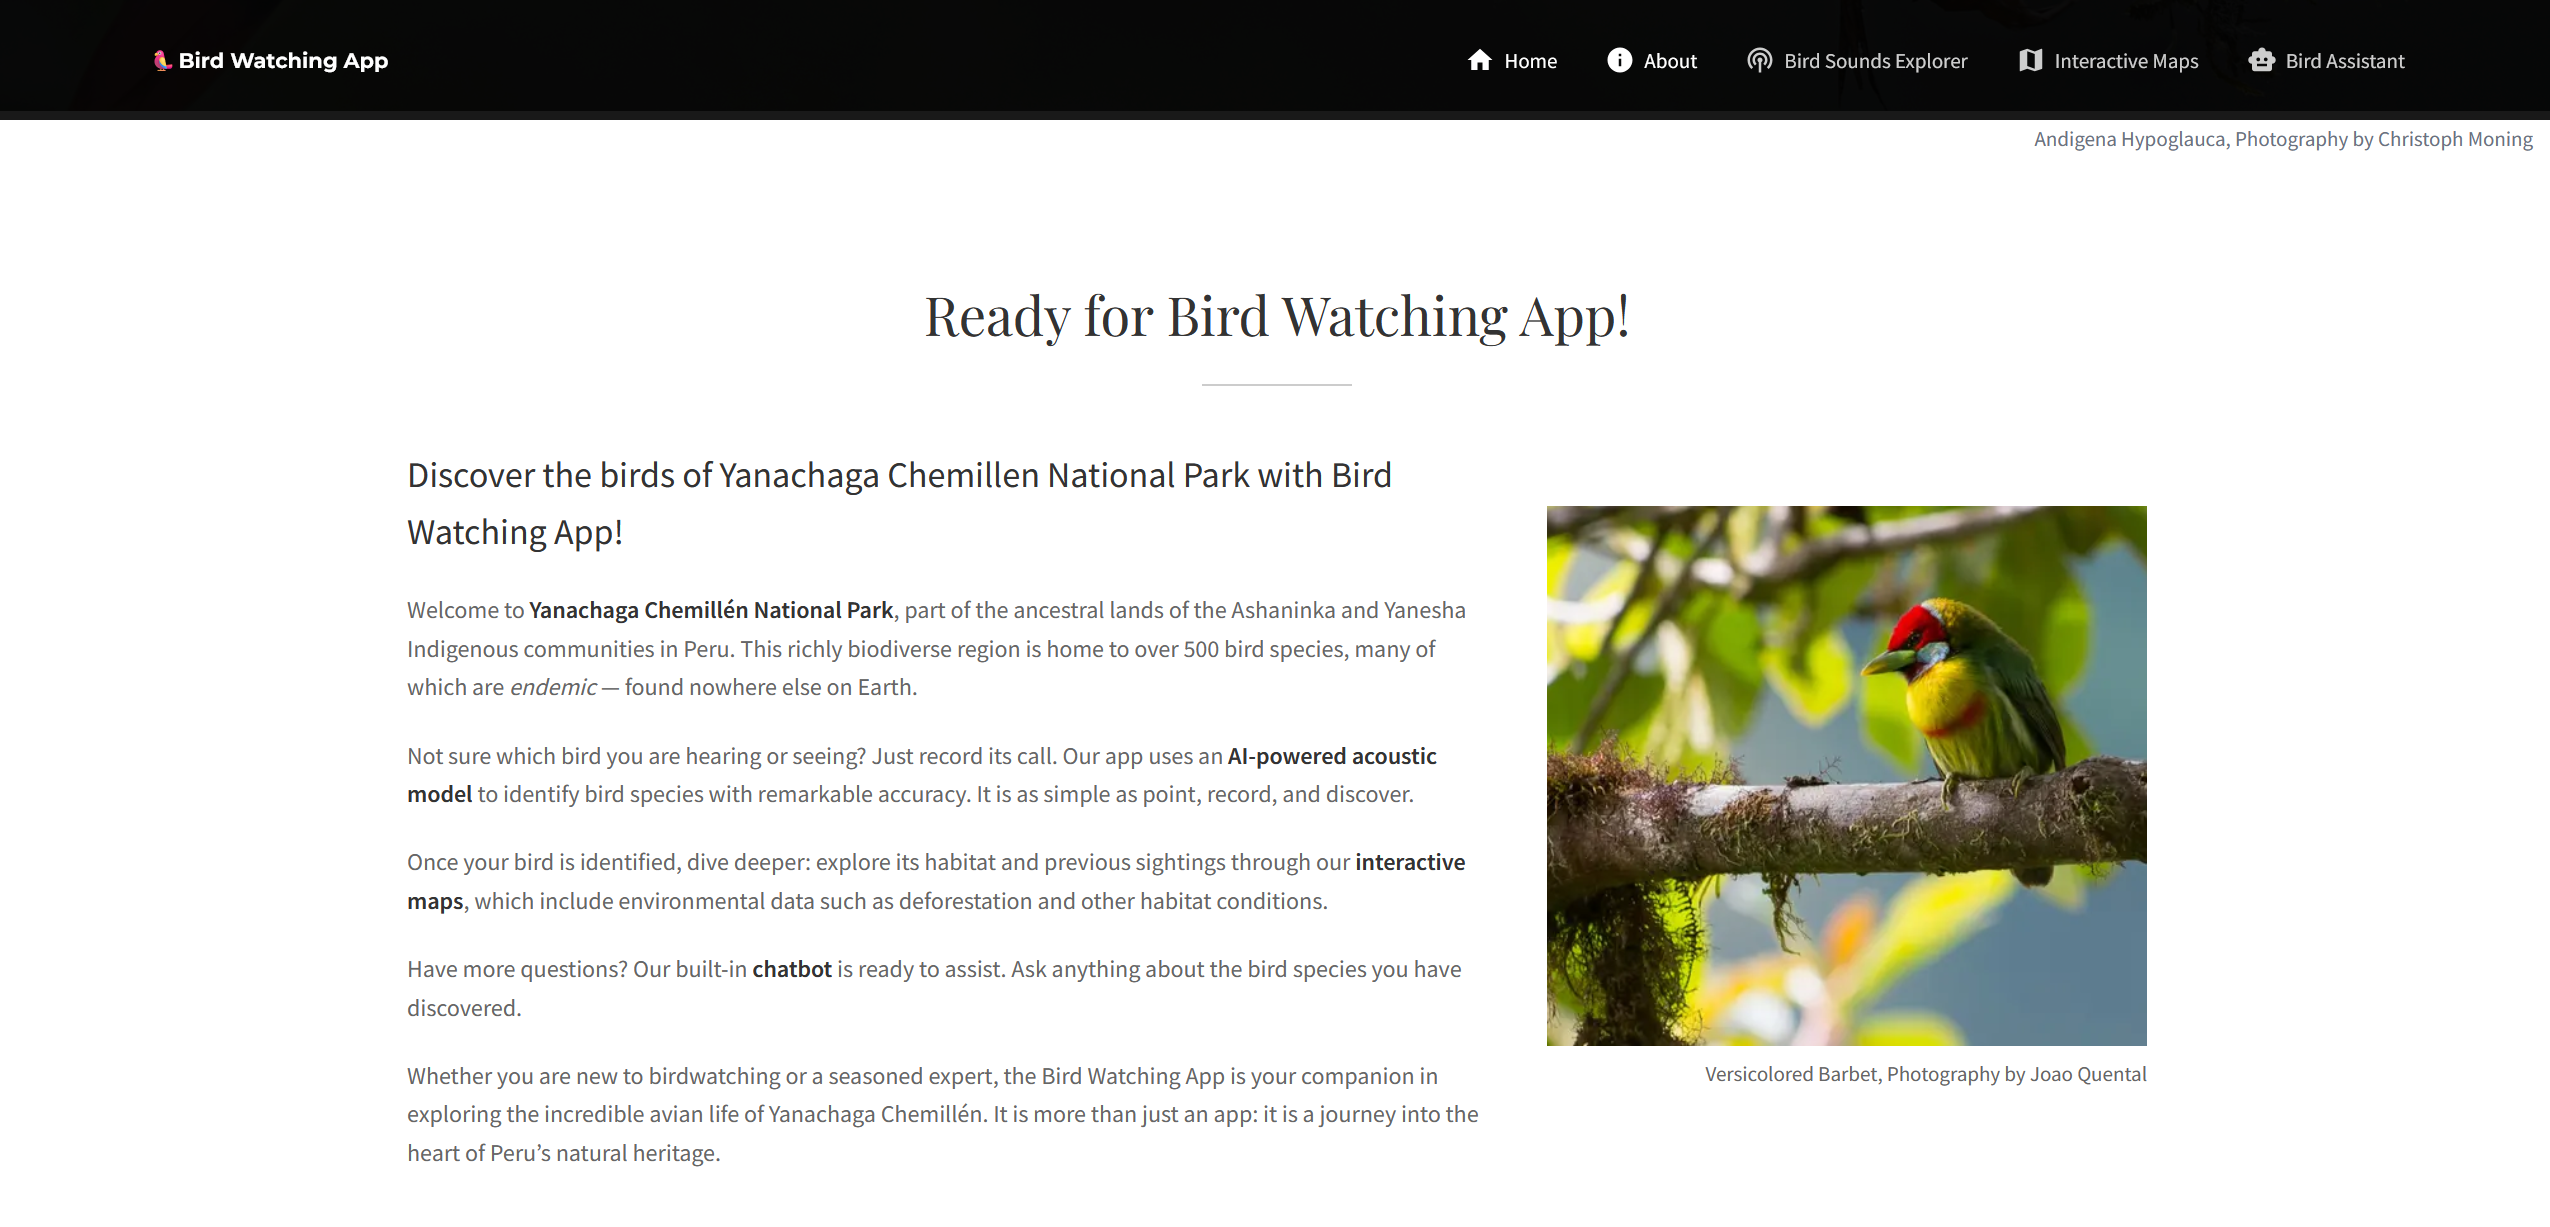 Bird Watching App
Home
About
Bird Sounds Explorer
Interactive Maps
Bird Assistant
Andigena Hypoglauca, Photography by Christoph Moning
Ready for Bird Watching App!
Discover the birds of Yanachaga Chemillen National Park with Bird
Watching App!
Welcome to Yanachaga Chemillén National Park, part of the ancestral lands of the Ashaninka and Yanesha
Indigenous communities in Peru. This richly biodiverse region is home to over 500 bird species, many of
which are endemic — found nowhere else on Earth.
Not sure which bird you are hearing or seeing? Just record its call. Our app uses an AI-powered acoustic
model to identify bird species with remarkable accuracy. It is as simple as point, record, and discover.
Once your bird is identified, dive deeper: explore its habitat and previous sightings through our interactive
maps, which include environmental data such as deforestation and other habitat conditions.
Have more questions? Our built-in chatbot is ready to assist. Ask anything about the bird species you have
discovered.
Whether you are new to birdwatching or a seasoned expert, the Bird Watching App is your companion in
exploring the incredible avian life of Yanachaga Chemillén. It is more than just an app: it is a journey into the
heart of Peru’s natural heritage.
Versicolored Barbet, Photography by Joao Quental